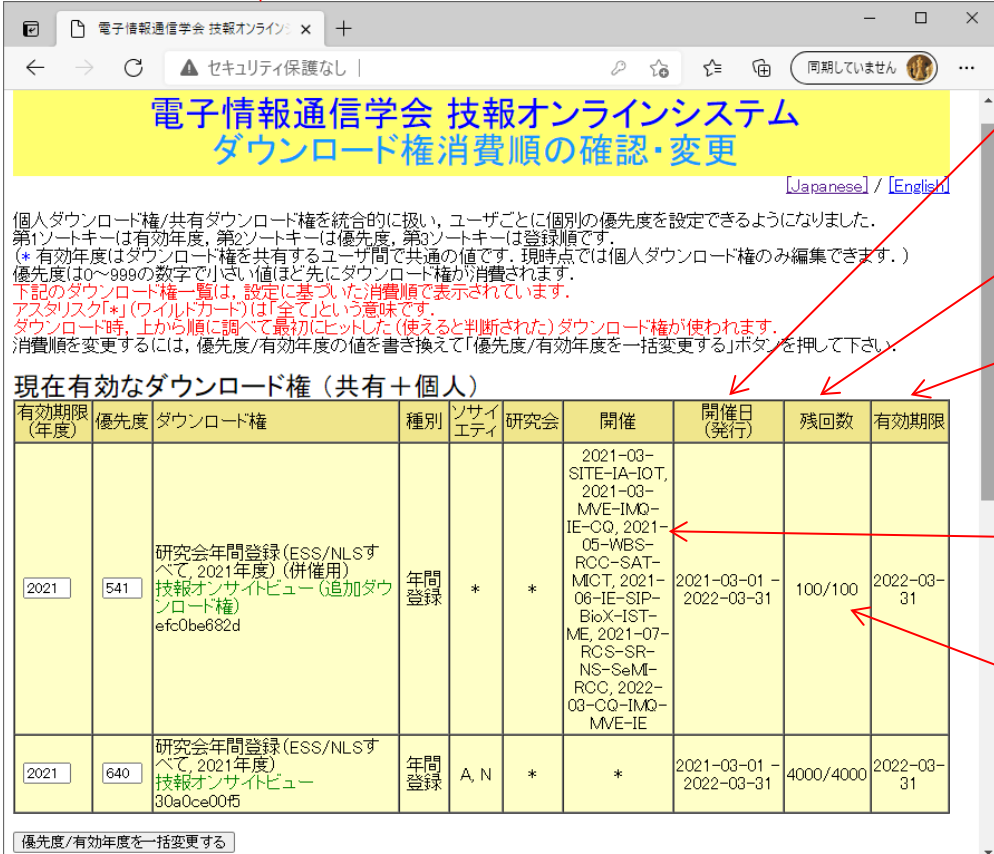 電子情報通信学会 技報オンラインシ
セキュリティ保護なし
同期していません
電子情報通信学会 技報オンラインシステム
ダウンロード権消費順の確認・変更
[Japanese] / [English]
個人ダウンロード権/共有ダウンロード権を統合的に扱い, ユーザごとに個別の優先度を設定できるようになりました.
第1ソートキーは有効年度, 第2ソートキーは優先度, 第3ソートキーは登録順です.
(* 有効年度はダウンロード権を共有するユーザ間で共通の値です. 現時点では個人ダウンロード権のみ編集できます. )
優先度は0～999の数字で小さい値ほど先にダウンロード権が消費されます.
下記のダウンロード権一覧は, 設定に基づいた消費順で表示されています.
アスタリスク「*」(ワイルドカード)は「全て」という意味です.
ダウンロード時, 上から順に調べて最初にヒットした (使えると判断された) ダウンロード権が使われます.
消費順を変更するには, 優先度/有効年度の値を書き換えて「優先度/有効年度を一括変更する」ボタンを押して下さい.
現在有効なダウンロード権 (共有＋個人)
有効期限
(年度)
優先度
ダウンロード権
種別
ソサイ
エティ
研究会
開催
開催日
(発行)
残回数
有効期限
2021
541
研究会年間登録 (ESS/NLSす
べて, 2021年度) (併催用)
技報オンサイトビュー (追加ダウ
ンロード権)
efc0be682d
年間
登録
*
*
2021-03-
SITE-IA-IOT,
2021-03-
MVE-IMQ-
IE-CQ, 2021-
05-WBS-
RCC-SAT-
MICT, 2021-
06-IE-SIP-
BioX-IST-
ME, 2021-07-
RCS-SR-
NS-SeMI-
RCC, 2022-
03-CQ-IMQ-
MVE-IE
2021-03-01 -
2022-03-31
100/100
2022-03-
31
2021
640
研究会年間登録 (ESS/NLSす
べて, 2021年度)
技報オンサイトビュー
30a0ce00f5
年間
登録
A, N
*
*
2021-03-01 -
2022-03-31
4000/4000
2022-03-
31
優先度/有効年度を一括変更する